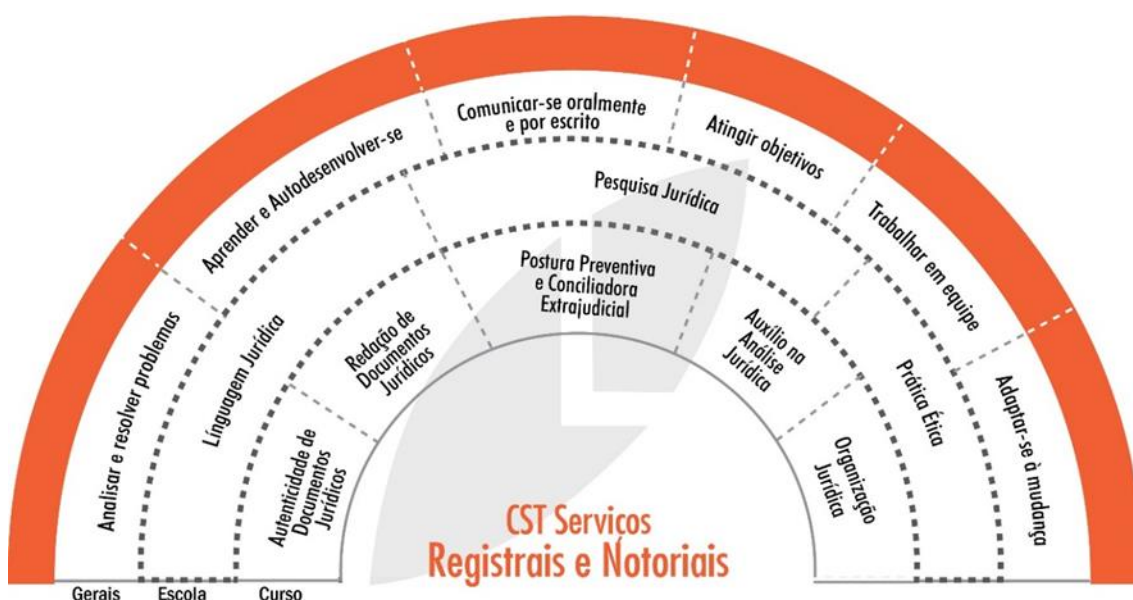 Analisar e resolver problemas
Aprender e Autodesenvolver-se
Comunicar-se oralmente
e por escrito
Atingir objetivos
Trabalhar em equipe
Adaptar-se à mudança
Línguagem Jurídica
Pesquisa Jurídica
Prática Ética
Autenticidade de
Documentos
Jurídicos
Redação de
Documentos
Jurídicos
Postura Preventiva
e Conciliadora
Extrajudicial
Auxílio na
Análise
Jurídica
Organização
Jurídica
CST Servicos
Registrais e Notoriais
Gerais
Escola
Curso